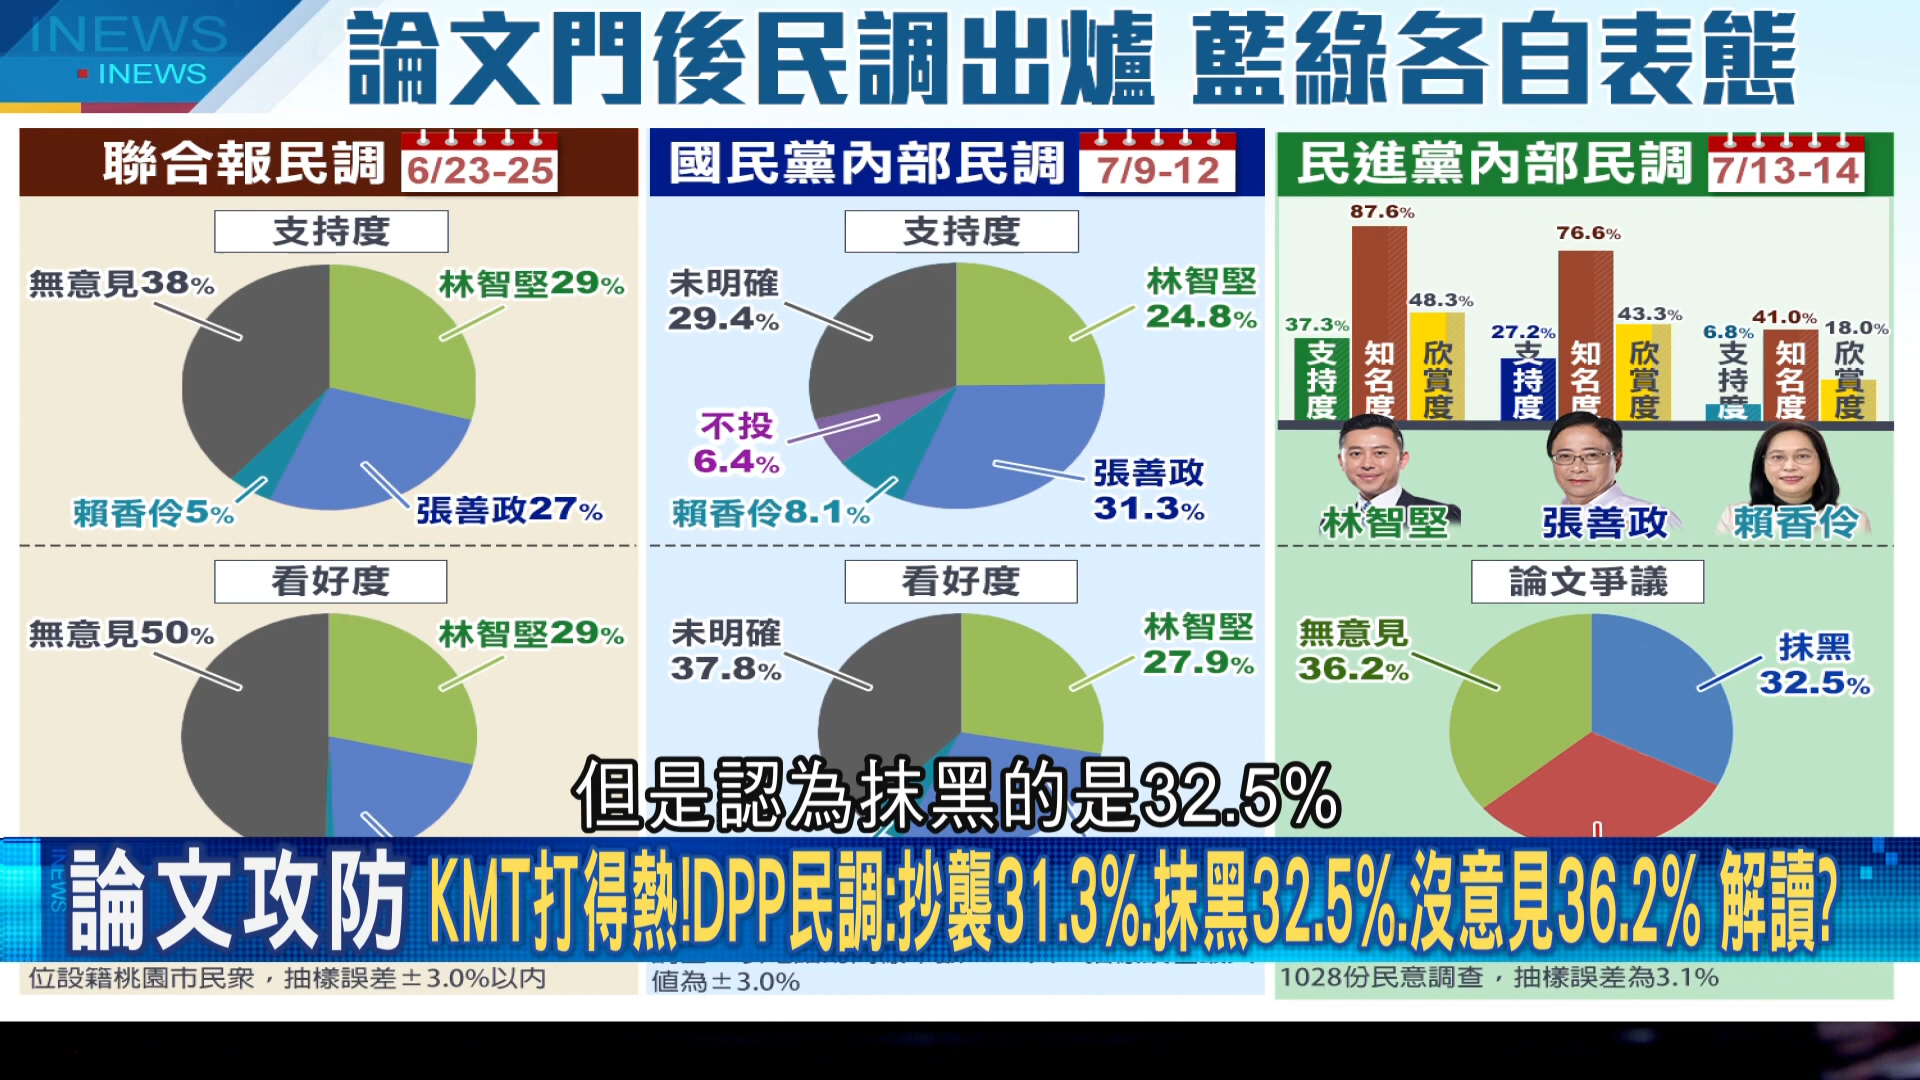 INEWS
INEWS
論文門後民調出爐 藍綠各自表態
聯合報民調 6/23-25
支持度
無意見38%
林智堅29%
賴香伶5%
張善政27%
看好度
無意見50%
林智堅29%
位設籍桃園市民眾，抽樣誤差±3.0%以內
國民黨內部民調 7/9-12
支持度
未明確
29.4%
林智堅
24.8%
不投
6.4%
賴香伶8.1%
張善政
31.3%
看好度
未明確
37.8%
林智堅
27.9%
值為±3.0%
民進黨內部民調 7/13-14
87.6%
76.6%
48.3%
43.3%
37.3%
27.2%
6.8%
41.0%
18.0%
支持度
知名度
欣賞度
支持度
知名度
欣賞度
支持度
知名度
欣賞度
林智堅
張善政
賴香伶
論文爭議
無意見
36.2%
抹黑
32.5%
1028份民意調查，抽樣誤差為3.1%
但是認為抹黑的是32.5%
INEWS
論文攻防 KMT打得熱!DPP民調:抄襲31.3%.抹黑32.5%.沒意見36.2% 解讀?